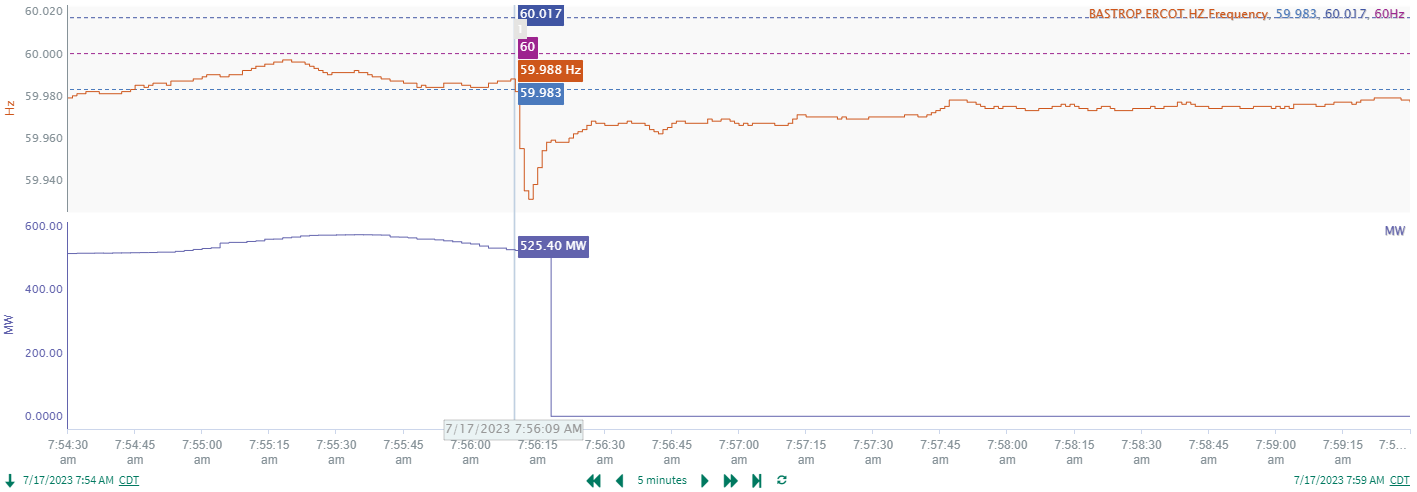 60.020
60.017
BASTROP ERCOT HZ Frequency, 59.983, 60.017, 60Hz
60.000
60
59.988 Hz
59.980
59.983
Hz
59.960
59.940
600.00
MW
525.40 MW
400.00
MW
200.00
0.0000
7/17/2023 7:56:09 AM
7:54:30 am 7:54:45 am 7:55:00 am 7:55:15 am 7:55:30 am 7:55:45 am 7:56:00 am 7:56:15 am 7:56:30 am 7:56:45 am 7:57:00 am 7:57:15 am 7:57:30 am 7:57:45 am 7:58:00 am 7:58:15 am 7:58:30 am 7:58:45 am 7:59:00 am 7:59:15 am 7:5...
7/17/2023 7:54 AM CDT 5 minutes 7/17/2023 7:59 AM CDT